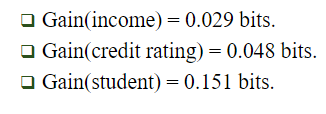 ❑ Gain(income) = 0.029 bits.
❑ Gain(credit rating) = 0.048 bits.
❑ Gain(student) = 0.151 bits.